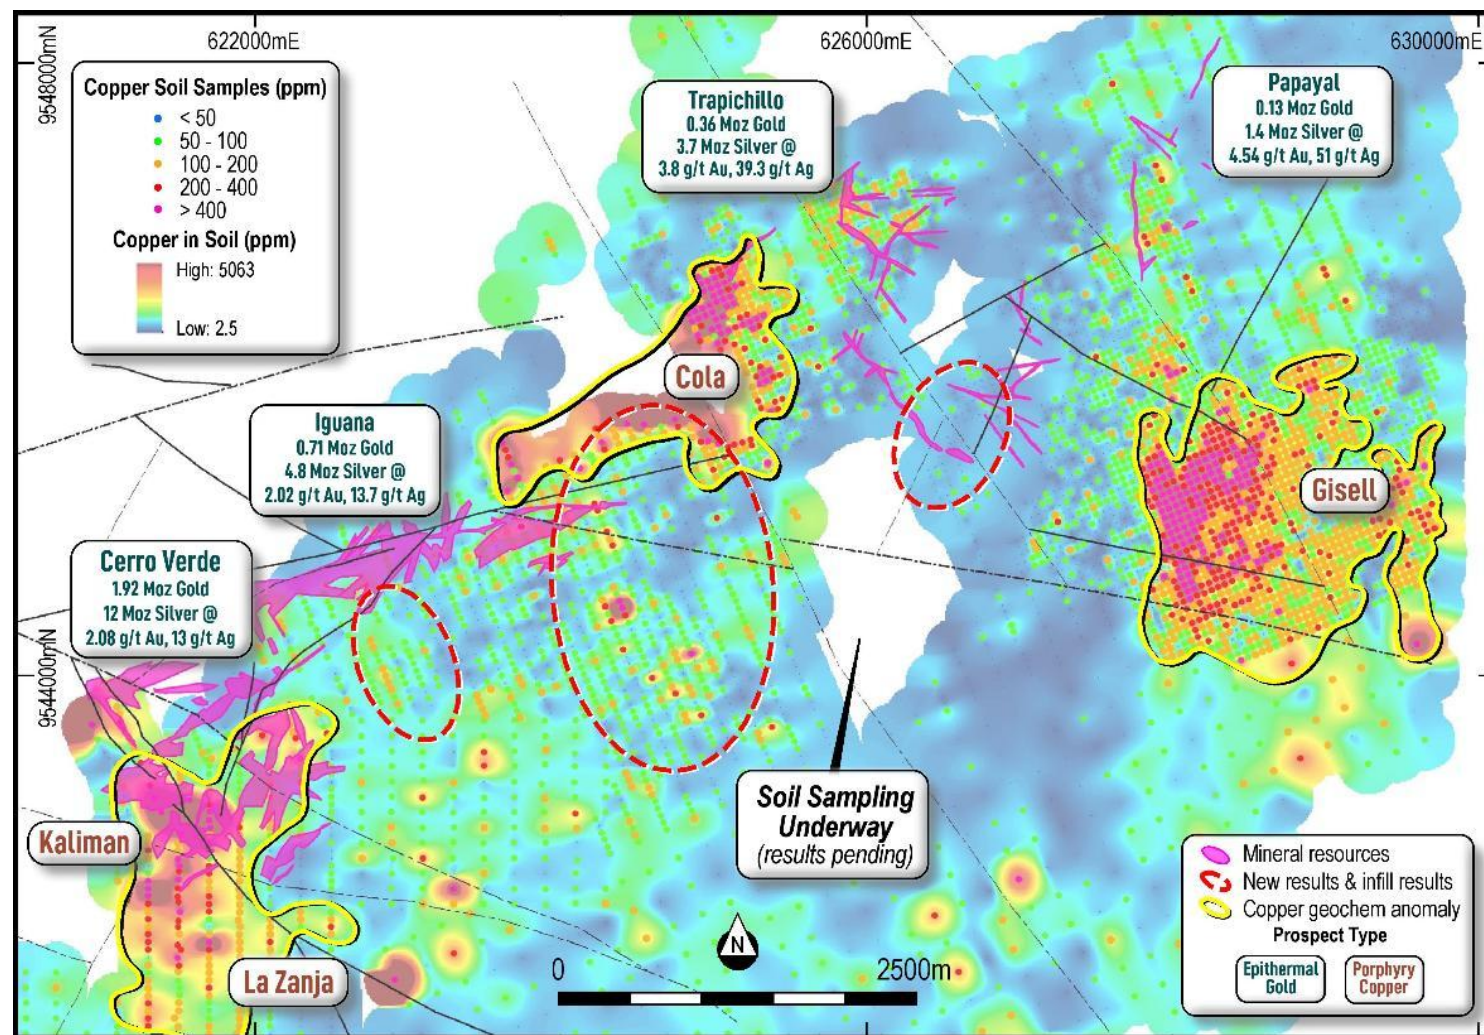 622000mE
626000mE
630000mE
9548000mN
9544000mN
Copper Soil Samples (ppm)
< 50
50 - 100
100 - 200
200 - 400
> 400
Copper in Soil (ppm)
High: 5063
Low: 2.5
Trapichillo
0.36 Moz Gold
3.7 Moz Silver @
3.8 g/t Au, 39.3 g/t Ag
Papayal
0.13 Moz Gold
1.4 Moz Silver @
4.54 g/t Au, 51 g/t Ag
Cola
Iguana
0.71 Moz Gold
4.8 Moz Silver @
2.02 g/t Au, 13.7 g/t Ag
Gisell
Cerro Verde
1.92 Moz Gold
12 Moz Silver @
2.08 g/t Au, 13 g/t Ag
Soil Sampling
Underway
(results pending)
Kaliman
La Zanja
N
0
2500m
Mineral resources
New results & infill results
Copper geochem anomaly
Prospect Type
Epithermal
Gold
Porphyry
Copper